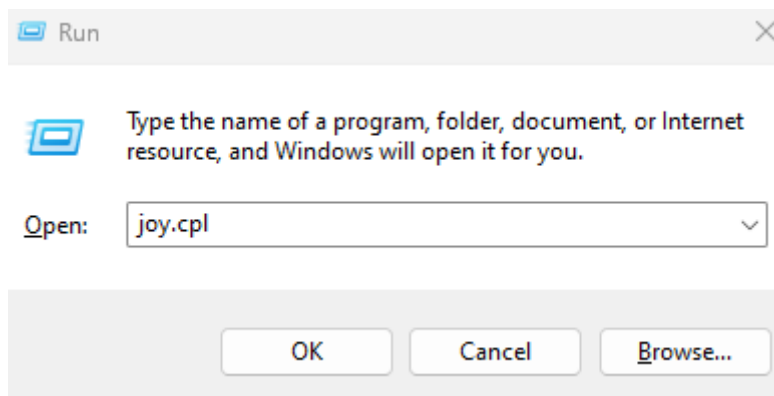 Run
Type the name of a program, folder, document, or Internet
resource, and Windows will open it for you.
Open: joy.cpl
OK Cancel Browse...